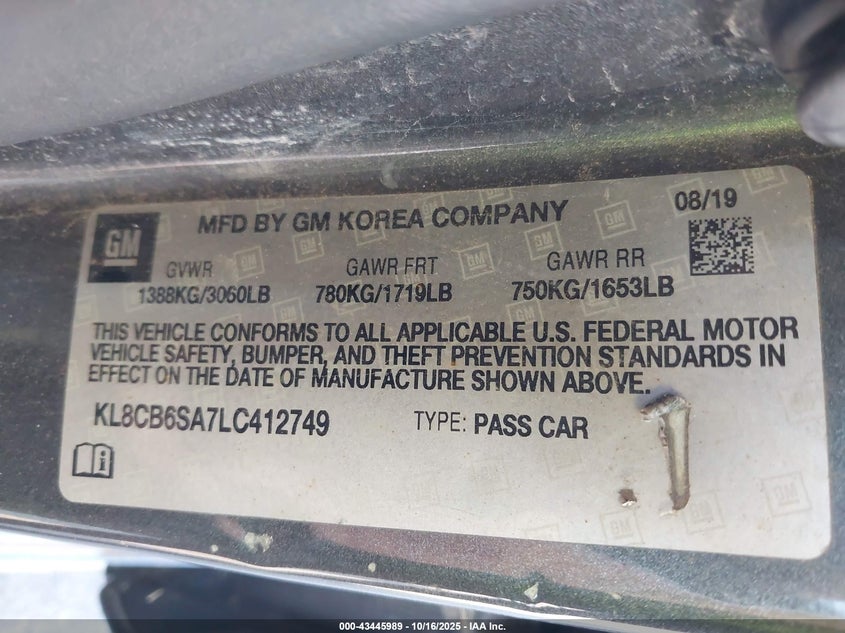 GM
MFD BY GM KOREA COMPANY
08/19
GVWR
GAWR FRT
GAWR RR
1388KG/3060LB
780KG/1719LB
750KG/1653LB
THIS VEHICLE CONFORMS TO ALL APPLICABLE U.S. FEDERAL MOTOR
VEHICLE SAFETY, BUMPER, AND THEFT PREVENTION STANDARDS IN
EFFECT ON THE DATE OF MANUFACTURE SHOWN ABOVE.
KL8CB6SA7LC412749
TYPE: PASS CAR
i
000-43445989 - 10/16/2025 - IAA Inc.